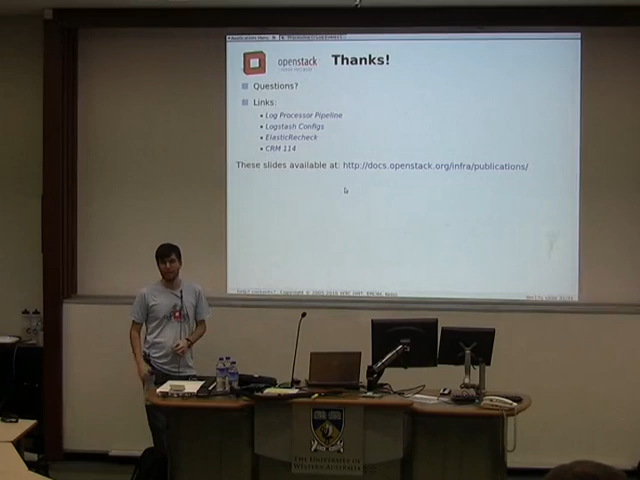 openstack
Thanks!
Questions?
Links:
Log Processor Pipeline
Logstash Configs
ElasticRecheck
CRM 114
These slides available at: http://docs.openstack.org/infra/publications/
THE UNIVERSITY OF
WESTERN AUSTRALIA